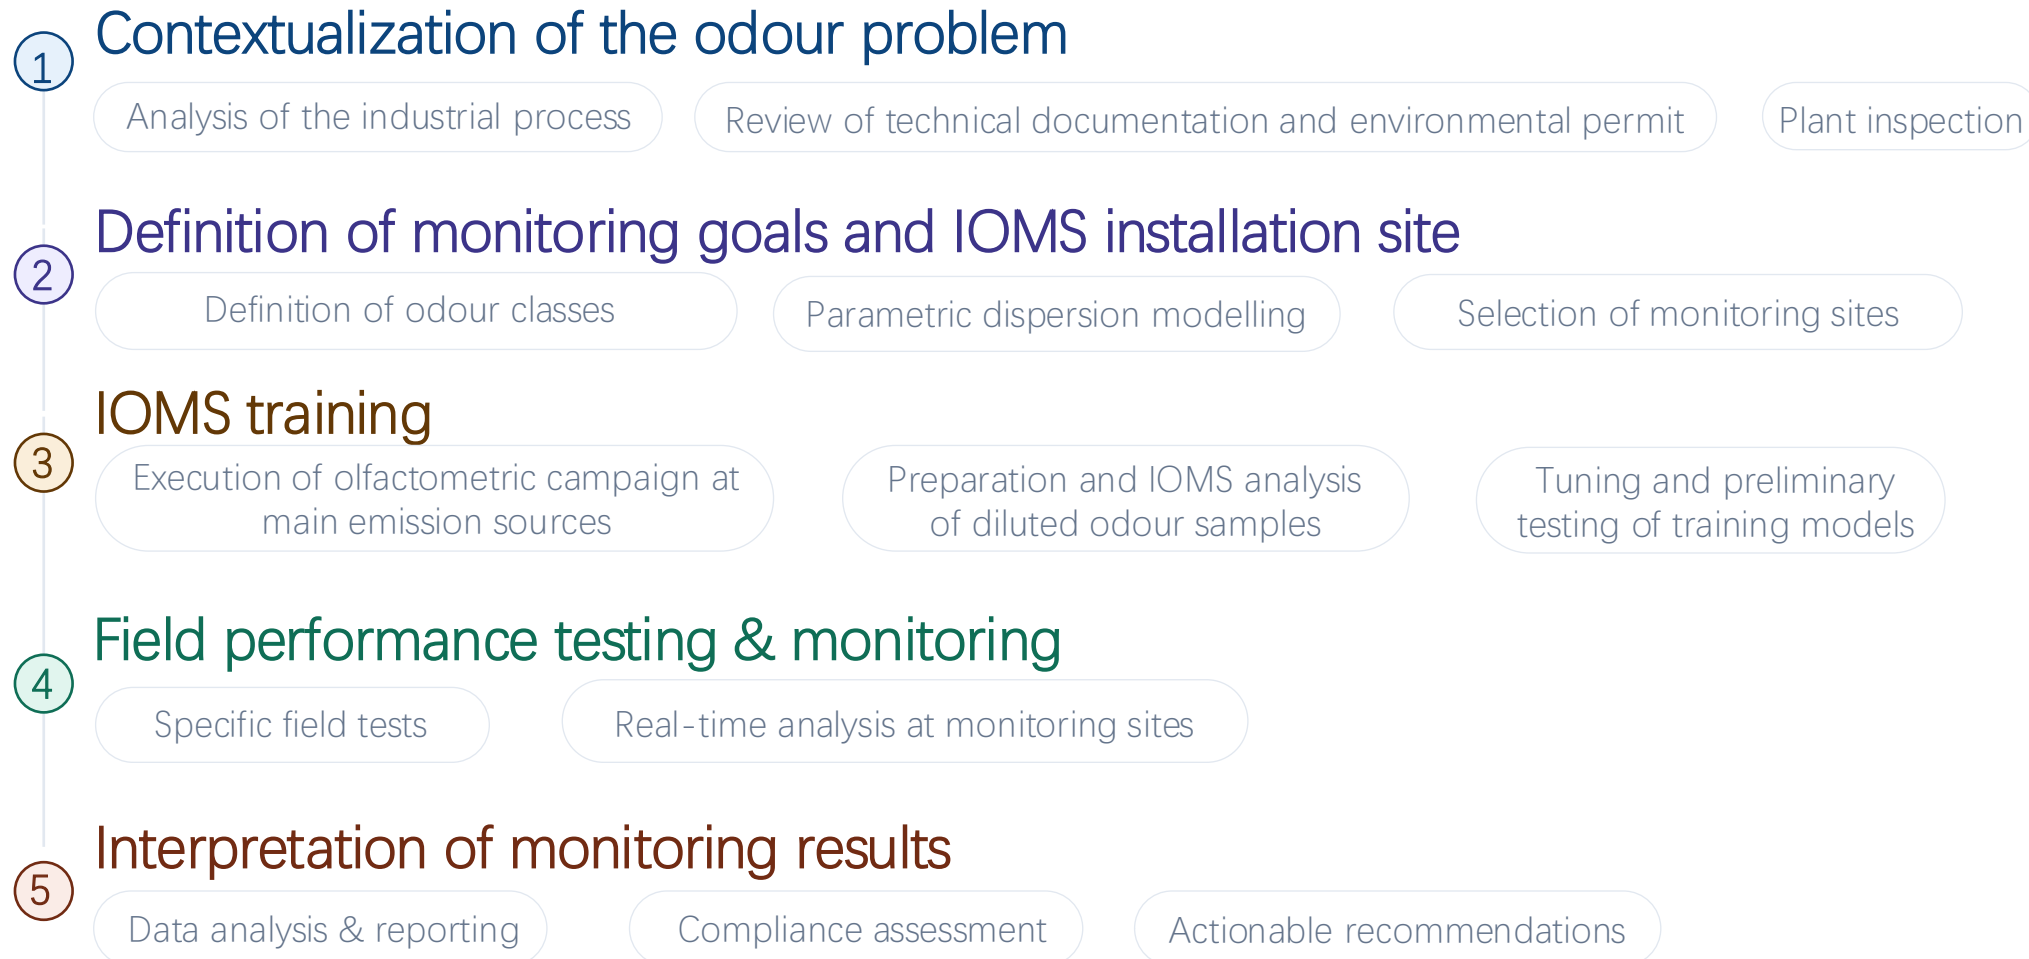 1
Contextualization of the odour problem
Analysis of the industrial process
Review of technical documentation and environmental permit
Plant inspection
2
Definition of monitoring goals and IOMS installation site
Definition of odour classes
Parametric dispersion modelling
Selection of monitoring sites
3
IOMS training
Execution of olfactometric campaign at
main emission sources
Preparation and IOMS analysis
of diluted odour samples
Tuning and preliminary
testing of training models
4
Field performance testing & monitoring
Specific field tests
Real-time analysis at monitoring sites
5
Interpretation of monitoring results
Data analysis & reporting
Compliance assessment
Actionable recommendations